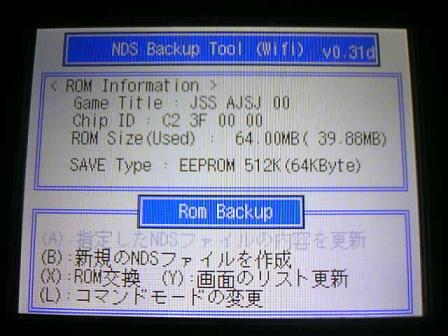 NDS Backup Tool (Wifi) v0.31d
< ROM Information >
Game Title : JSS AJSJ 00
Chip ID : C2 3F 00 00
ROM Size(Used) : 64.00MB( 39.88MB)
SAVE Type : EEPROM 512K(64KByte)
Rom Backup
(A):指定したNDSファイルの内容を更新
(B):新規のNDSファイルを作成
(X):ROM交換 (Y):画面のリスト更新
(L):コマンドモードの変更